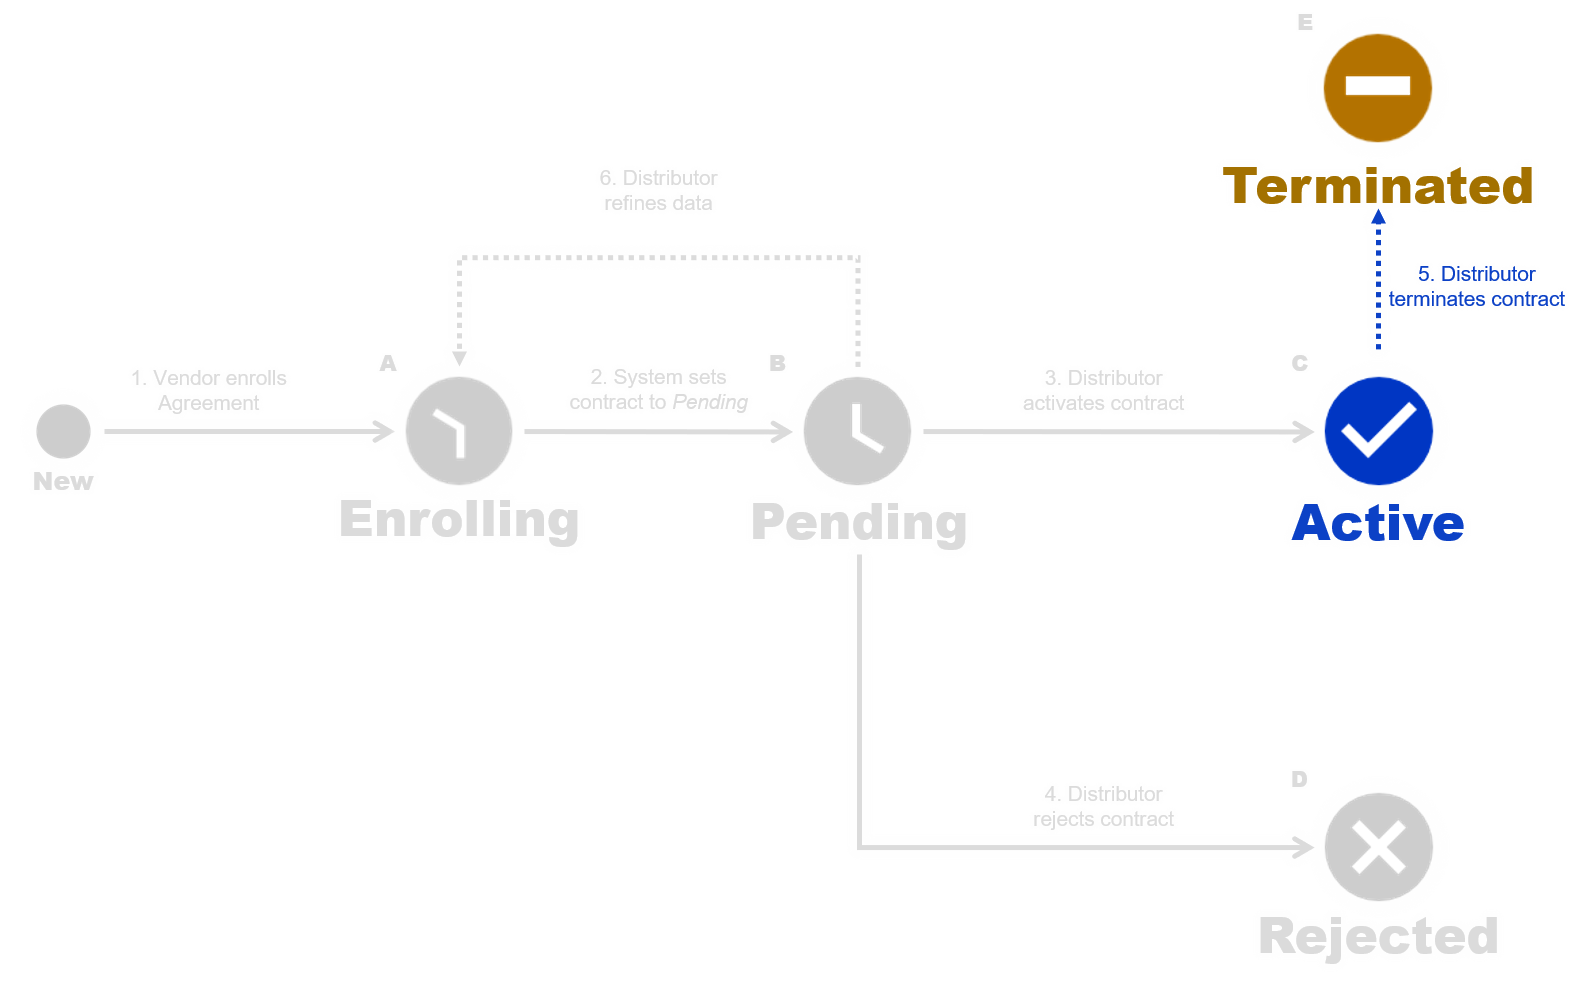 E
Terminated
6. Distributor
refines data
5. Distributor
terminates contract
A
B
C
1. Vendor enrolls
Agreement
2. System sets
contract to Pending
3. Distributor
activates contract
New
Enrolling
Pending
Active
D
4. Distributor
rejects contract
Rejected